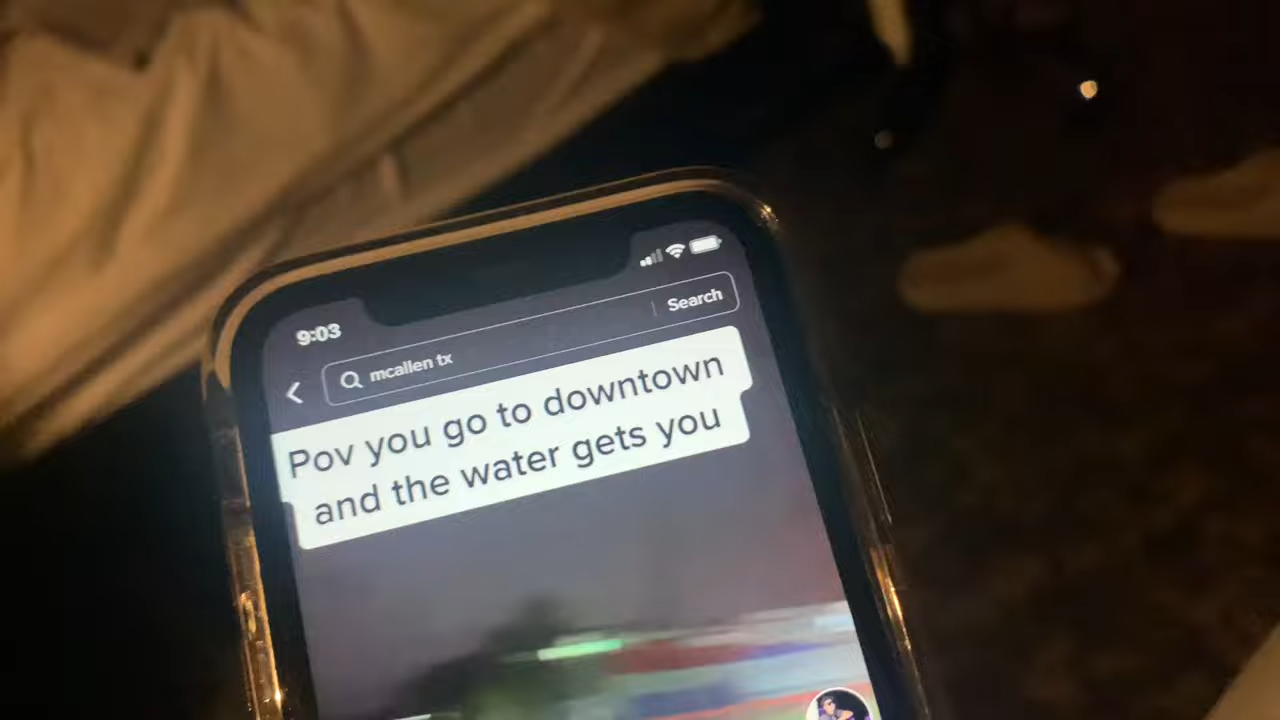 9:03
mcallen tx
Search
Pov you go to downtown
and the water gets you